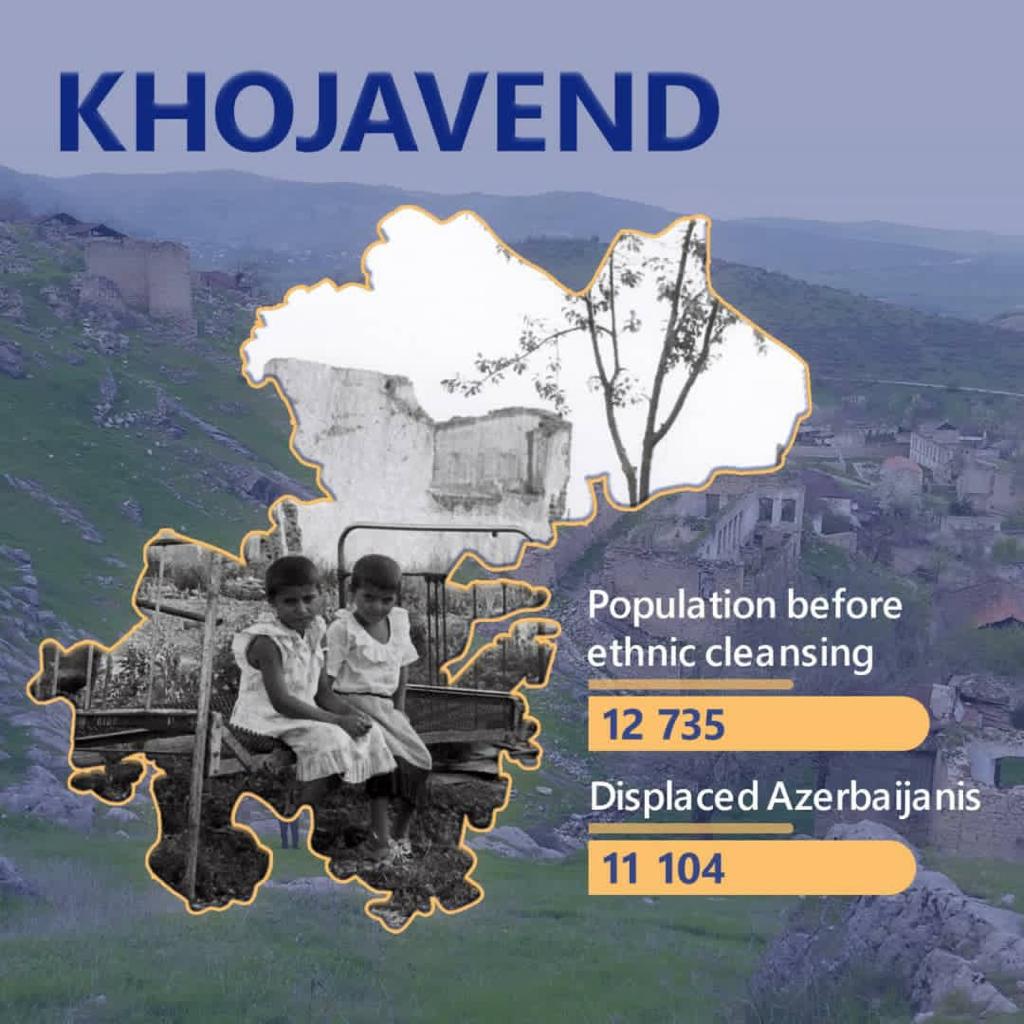 KHOJAVEND
Population before
ethnic cleansing
12 735
Displaced Azerbaijanis
11 104